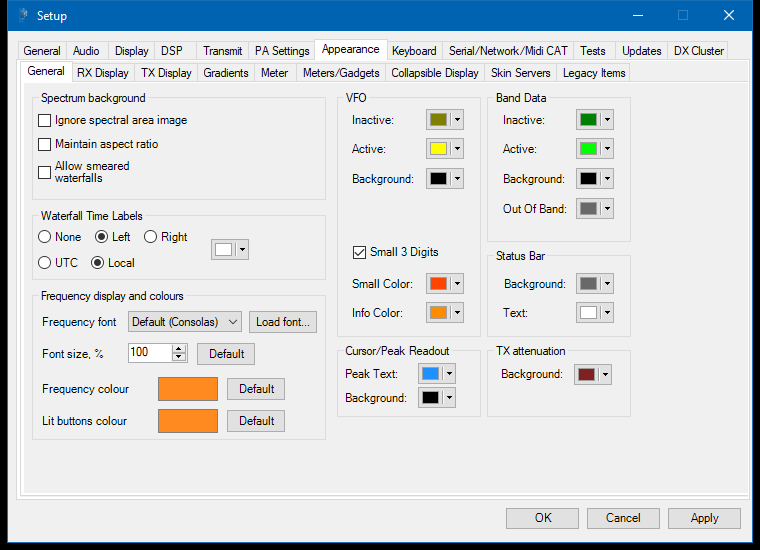 Setup
General Audio Display DSP Transmit PA Settings Appearance Keyboard Serial/Network/Midi CAT Tests Updates DX Cluster
General RX Display TX Display Gradients Meter Meters/Gadgets Collapsible Display Skin Servers Legacy Items
Spectrum background
Ignore spectral area image
Maintain aspect ratio
Allow smeared
waterfalls
Waterfall Time Labels
None Left Right
UTC Local
Frequency display and colours
Frequency font Default (Consolas) Load font...
Font size, % 100 Default
Frequency colour Default
Lit buttons colour Default
VFO
Inactive:
Active:
Background:
Small 3 Digits
Small Color:
Info Color:
Cursor/Peak Readout
Peak Text:
Background:
Band Data
Inactive:
Active:
Background:
Out Of Band:
Status Bar
Background:
Text:
TX attenuation
Background:
OK Cancel Apply